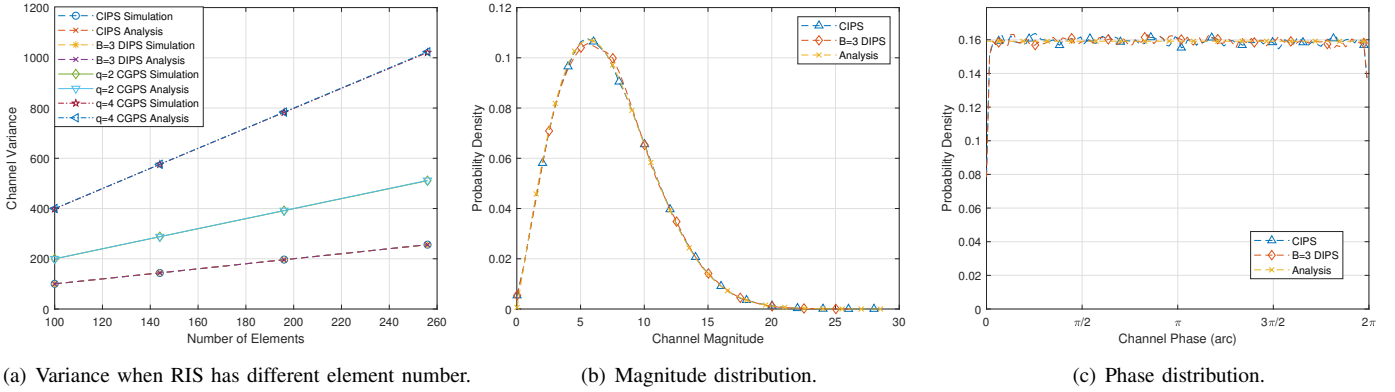 1200
1000
800
600
400
200
0
Channel Variance
CIPS Simulation
CIPS Analysis
B=3 DIPS Simulation
B=3 DIPS Analysis
q=2 CGPS Simulation
q=2 CGPS Analysis
q=4 CGPS Simulation
q=4 CGPS Analysis
100 120 140 160 180 200 220 240 260
Number of Elements
(a) Variance when RIS has different element number.
0.12
0.1
0.08
0.06
0.04
0.02
0
Probability Density
CIPS
B=3 DIPS
Analysis
0 5 10 15 20 25 30
Channel Magnitude
(b) Magnitude distribution.
0.18
0.16
0.14
0.12
0.1
0.08
0.06
0.04
0.02
0
Probability Density
CIPS
B=3 DIPS
Analysis
0 π/2 π 3π/2 2π
Channel Phase (arc)
(c) Phase distribution.